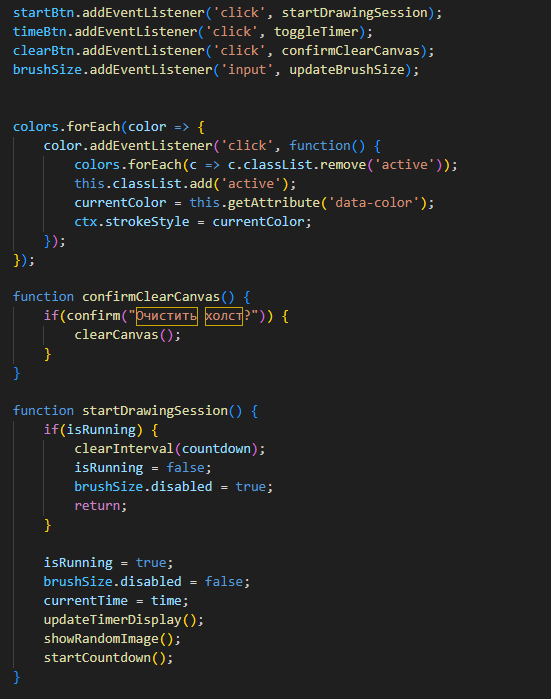 startBtn.addEventListener('click', startDrawingSession);
timeBtn.addEventListener('click', toggleTimer);
clearBtn.addEventListener('click', confirmClearCanvas);
brushSize.addEventListener('input', updateBrushSize);


colors.forEach(color => {
    color.addEventListener('click', function() {
        colors.forEach(c => c.classList.remove('active'));
        this.classList.add('active');
        currentColor = this.getAttribute('data-color');
        ctx.strokeStyle = currentColor;
    });
});

function confirmClearCanvas() {
    if(confirm("Очистить холст?")) {
        clearCanvas();
    }
}

function startDrawingSession() {
    if(isRunning) {
        clearInterval(countdown);
        isRunning = false;
        brushSize.disabled = true;
        return;
    }

    isRunning = true;
    brushSize.disabled = false;
    currentTime = time;
    updateTimerDisplay();
    showRandomImage();
    startCountdown();
}